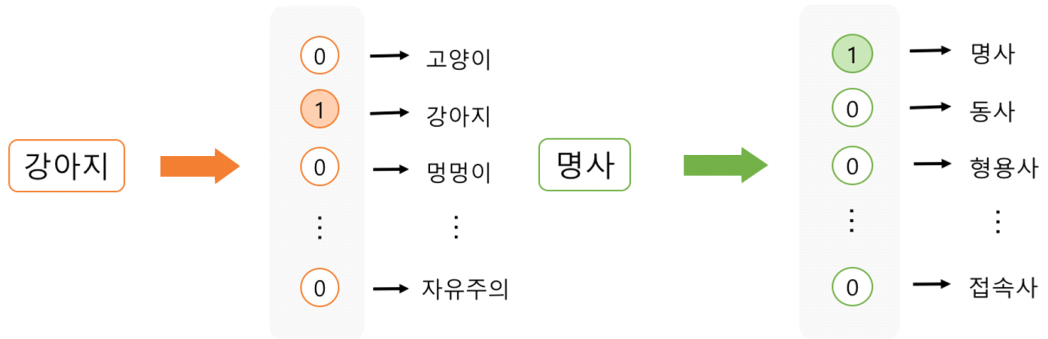 강아지
0 고양이
1 강아지
0 멍멍이
⋮ ⋮
0 자유주의
명사
1 명사
0 동사
0 형용사
⋮ ⋮
0 접속사